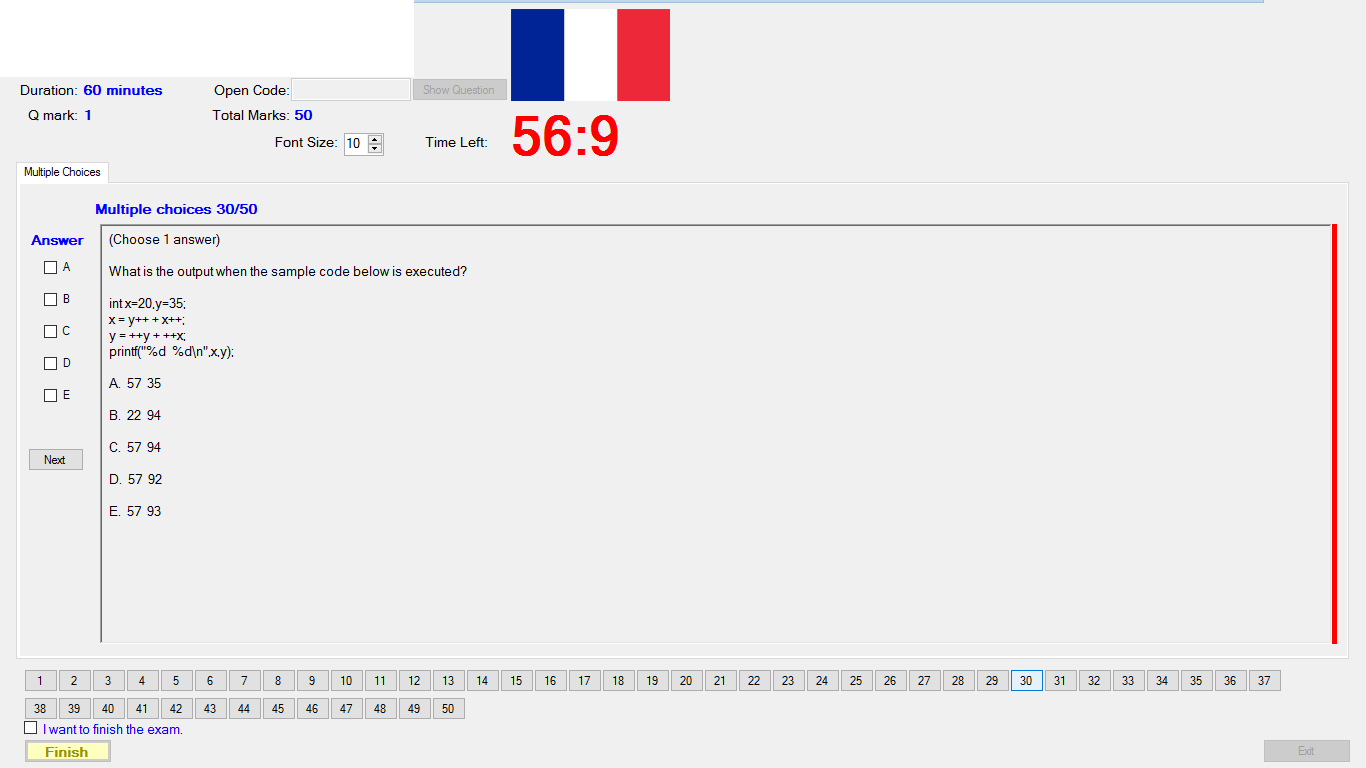 Duration: 60 minutes
Open Code:
Show Question
Q mark: 1
Total Marks: 50
Font Size: 10
Time Left: 56:9
Multiple Choices
Multiple choices 30/50
Answer
A
B
C
D
E
Next
(Choose 1 answer)
What is the output when the sample code below is executed?
int x=20,y=35;
x = y++ + x++;
y = ++y + ++x;
printf("%d  %d\n",x,y);
A. 57 35
B. 22 94
C. 57 94
D. 57 92
E. 57 93
1 2 3 4 5 6 7 8 9 10 11 12 13 14 15 16 17 18 19 20 21 22 23 24 25 26 27 28 29 30 31 32 33 34 35 36 37
38 39 40 41 42 43 44 45 46 47 48 49 50
I want to finish the exam.
Finish
Exit